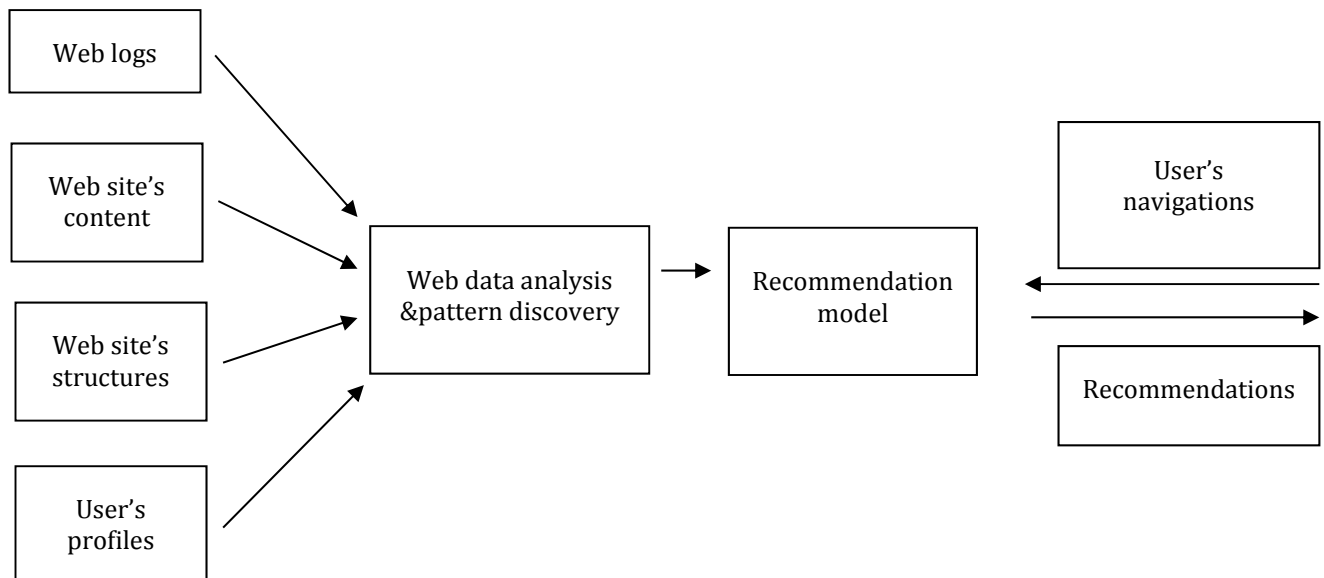 Web logs
Web site’s
content
Web site’s
structures
User’s
profiles
Web data analysis
&pattern discovery
Recommendation
model
User’s
navigations
Recommendations